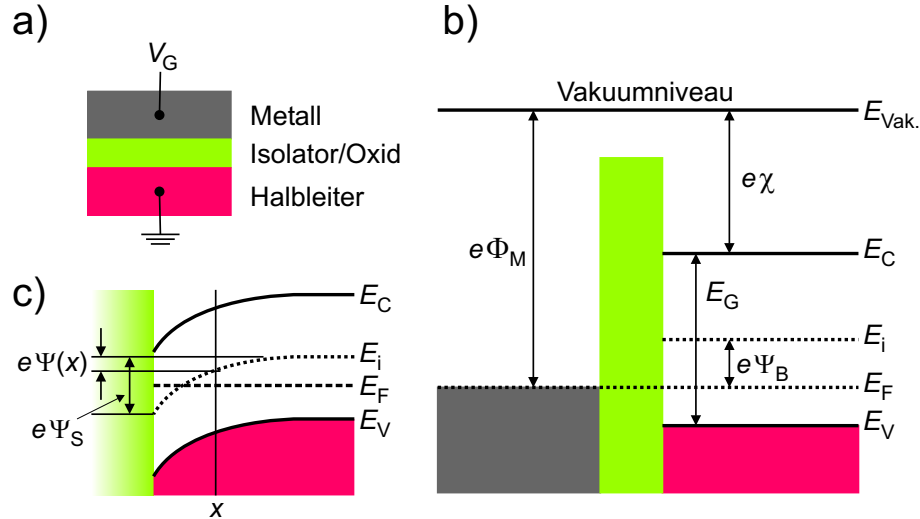 a)
V_G
Metall
Isolator/Oxid
Halbleiter
b)
Vakuumniveau
E_Vak.
eχ
eΦ_M
E_C
E_G
E_i
eΨ_B
E_F
E_V
c)
E_C
eΨ(x)
E_i
E_F
eΨ_S
E_V
x